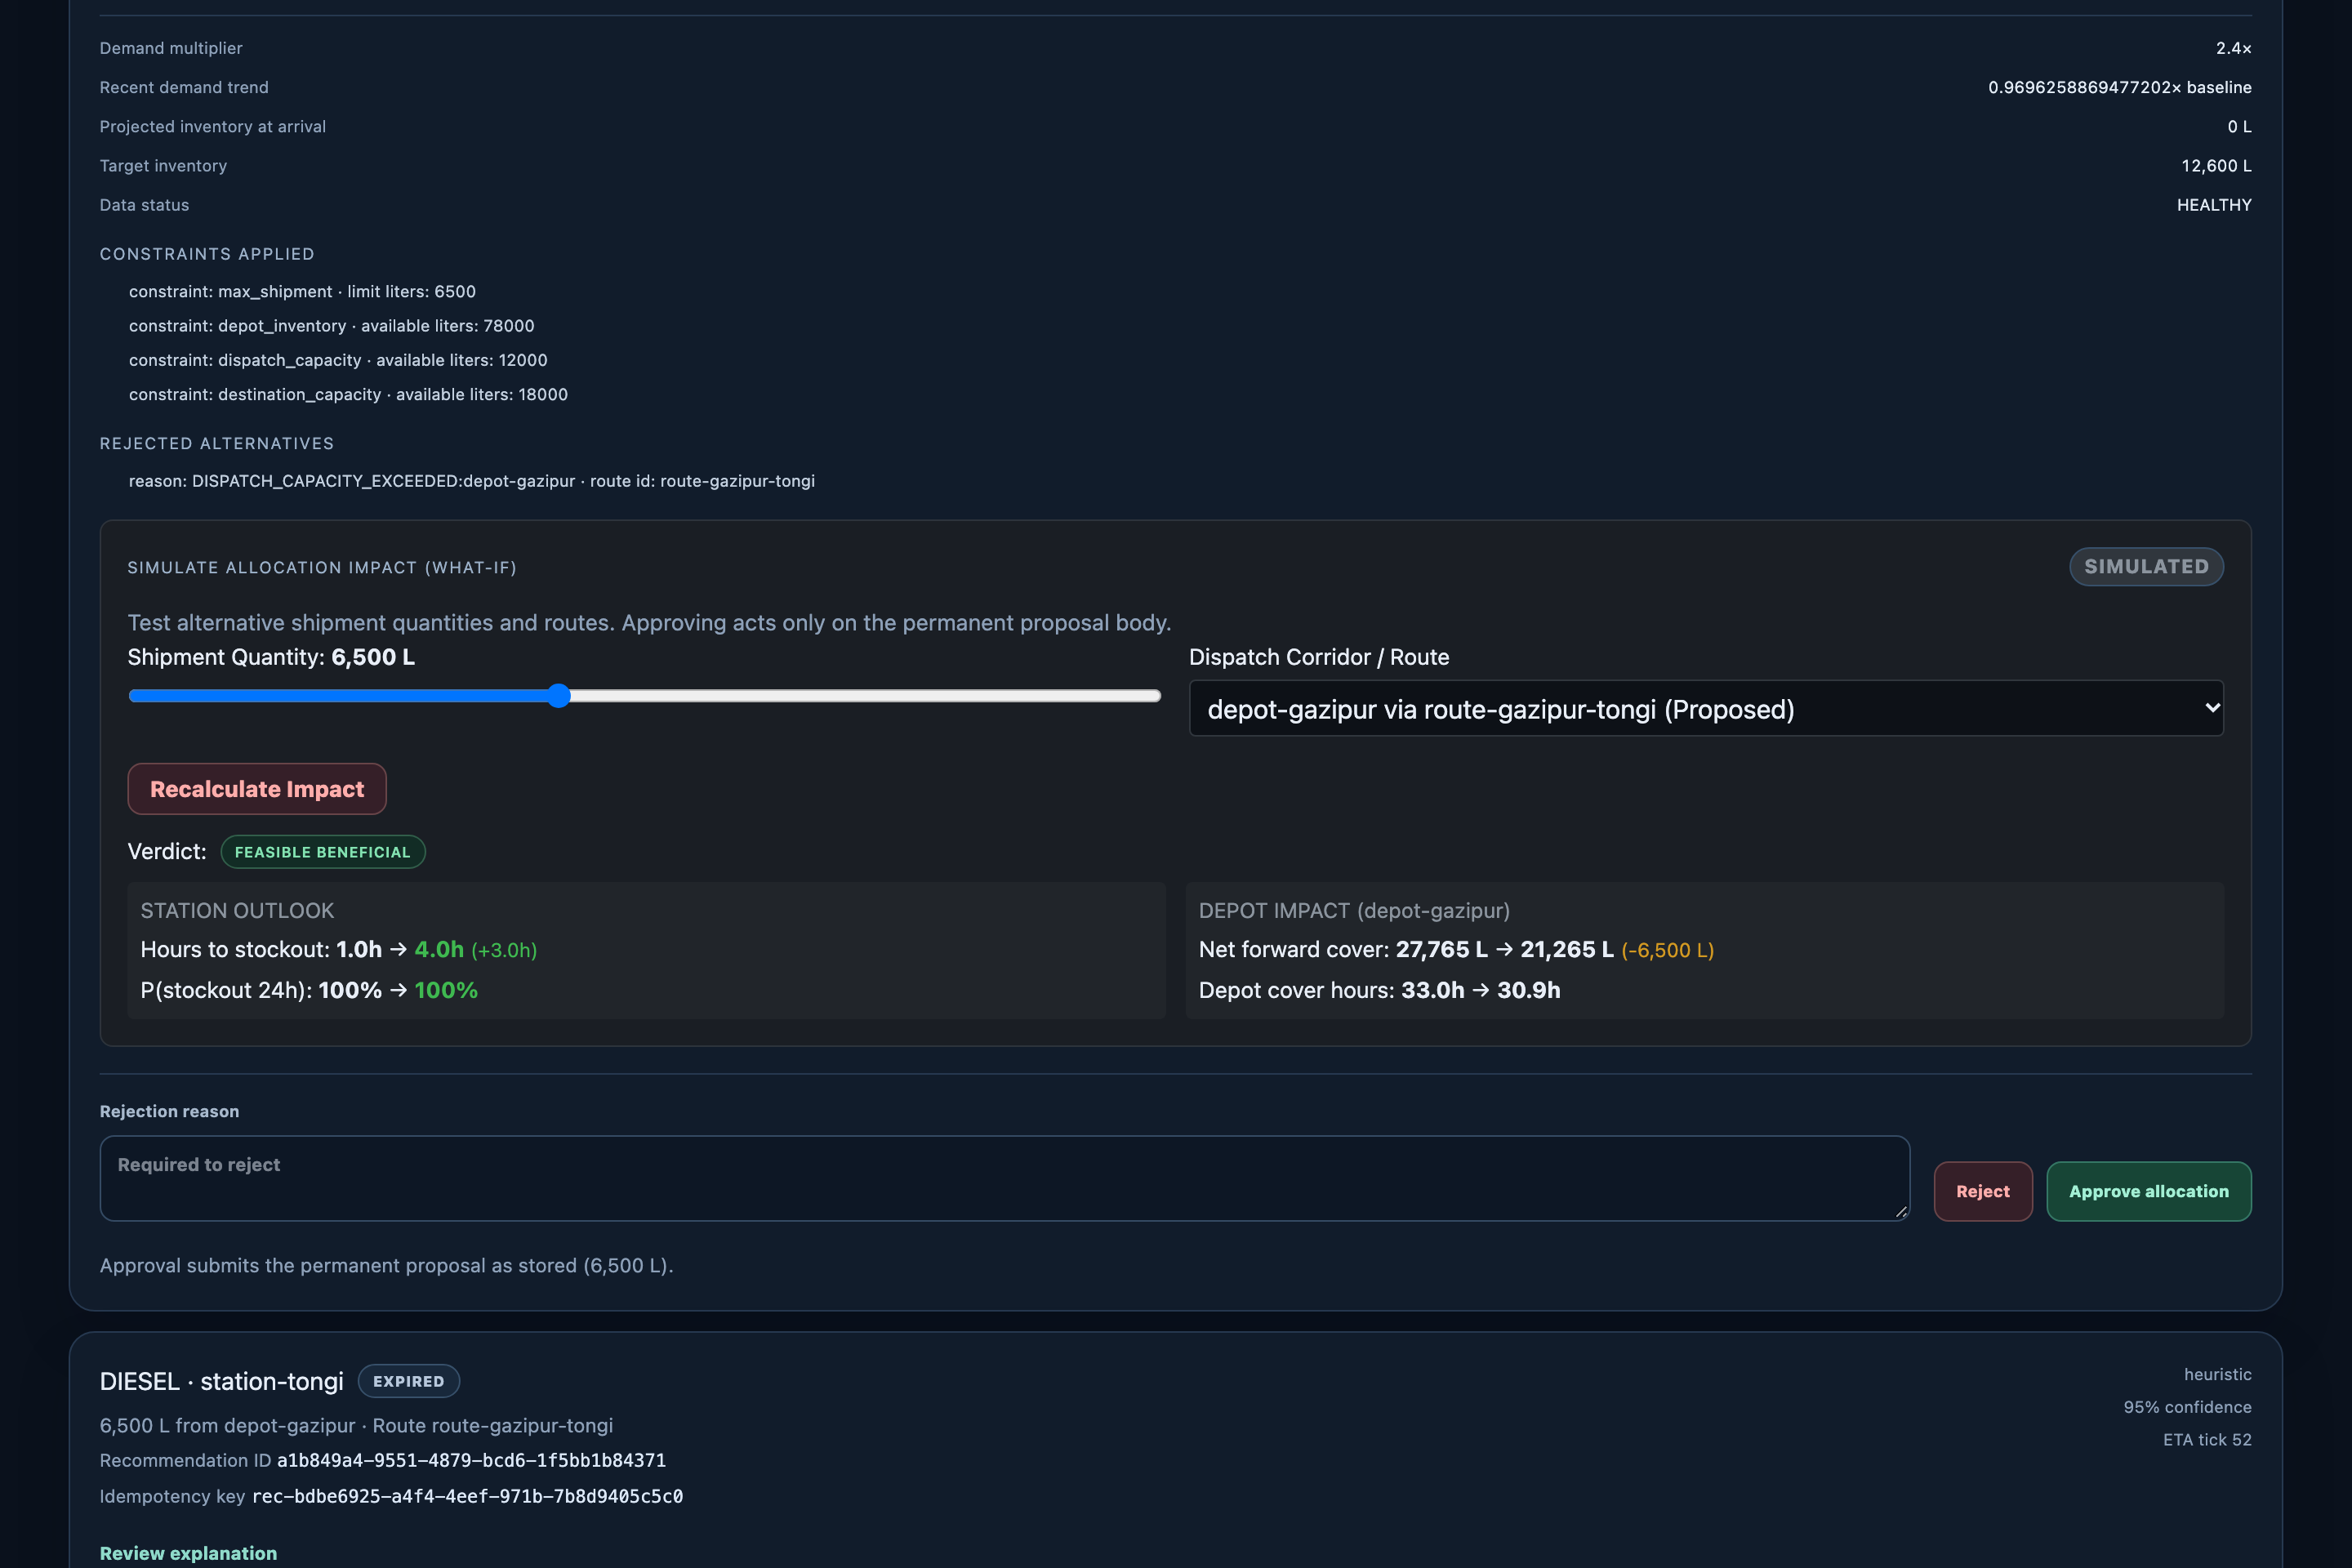 Demand multiplier 2.4×
Recent demand trend 0.9696258869477202× baseline
Projected inventory at arrival 0 L
Target inventory 12,600 L
Data status HEALTHY
CONSTRAINTS APPLIED
constraint: max_shipment · limit liters: 6500
constraint: depot_inventory · available liters: 78000
constraint: dispatch_capacity · available liters: 12000
constraint: destination_capacity · available liters: 18000
REJECTED ALTERNATIVES
reason: DISPATCH_CAPACITY_EXCEEDED:depot-gazipur · route id: route-gazipur-tongi
SIMULATE ALLOCATION IMPACT (WHAT-IF) SIMULATED
Test alternative shipment quantities and routes. Approving acts only on the permanent proposal body.
Shipment Quantity: 6,500 L
Dispatch Corridor / Route
depot-gazipur via route-gazipur-tongi (Proposed)
Recalculate Impact
Verdict: FEASIBLE BENEFICIAL
STATION OUTLOOK
Hours to stockout: 1.0h → 4.0h (+3.0h)
P(stockout 24h): 100% → 100%
DEPOT IMPACT (depot-gazipur)
Net forward cover: 27,765 L → 21,265 L (-6,500 L)
Depot cover hours: 33.0h → 30.9h
Rejection reason
Required to reject
Reject
Approve allocation
Approval submits the permanent proposal as stored (6,500 L).
DIESEL · station-tongi EXPIRED
heuristic
6,500 L from depot-gazipur · Route route-gazipur-tongi
95% confidence
Recommendation ID a1b849a4-9551-4879-bcd6-1f5bb1b84371
ETA tick 52
Idempotency key rec-bdbe6925-a4f4-4eef-971b-7b8d9405c5c0
Review explanation